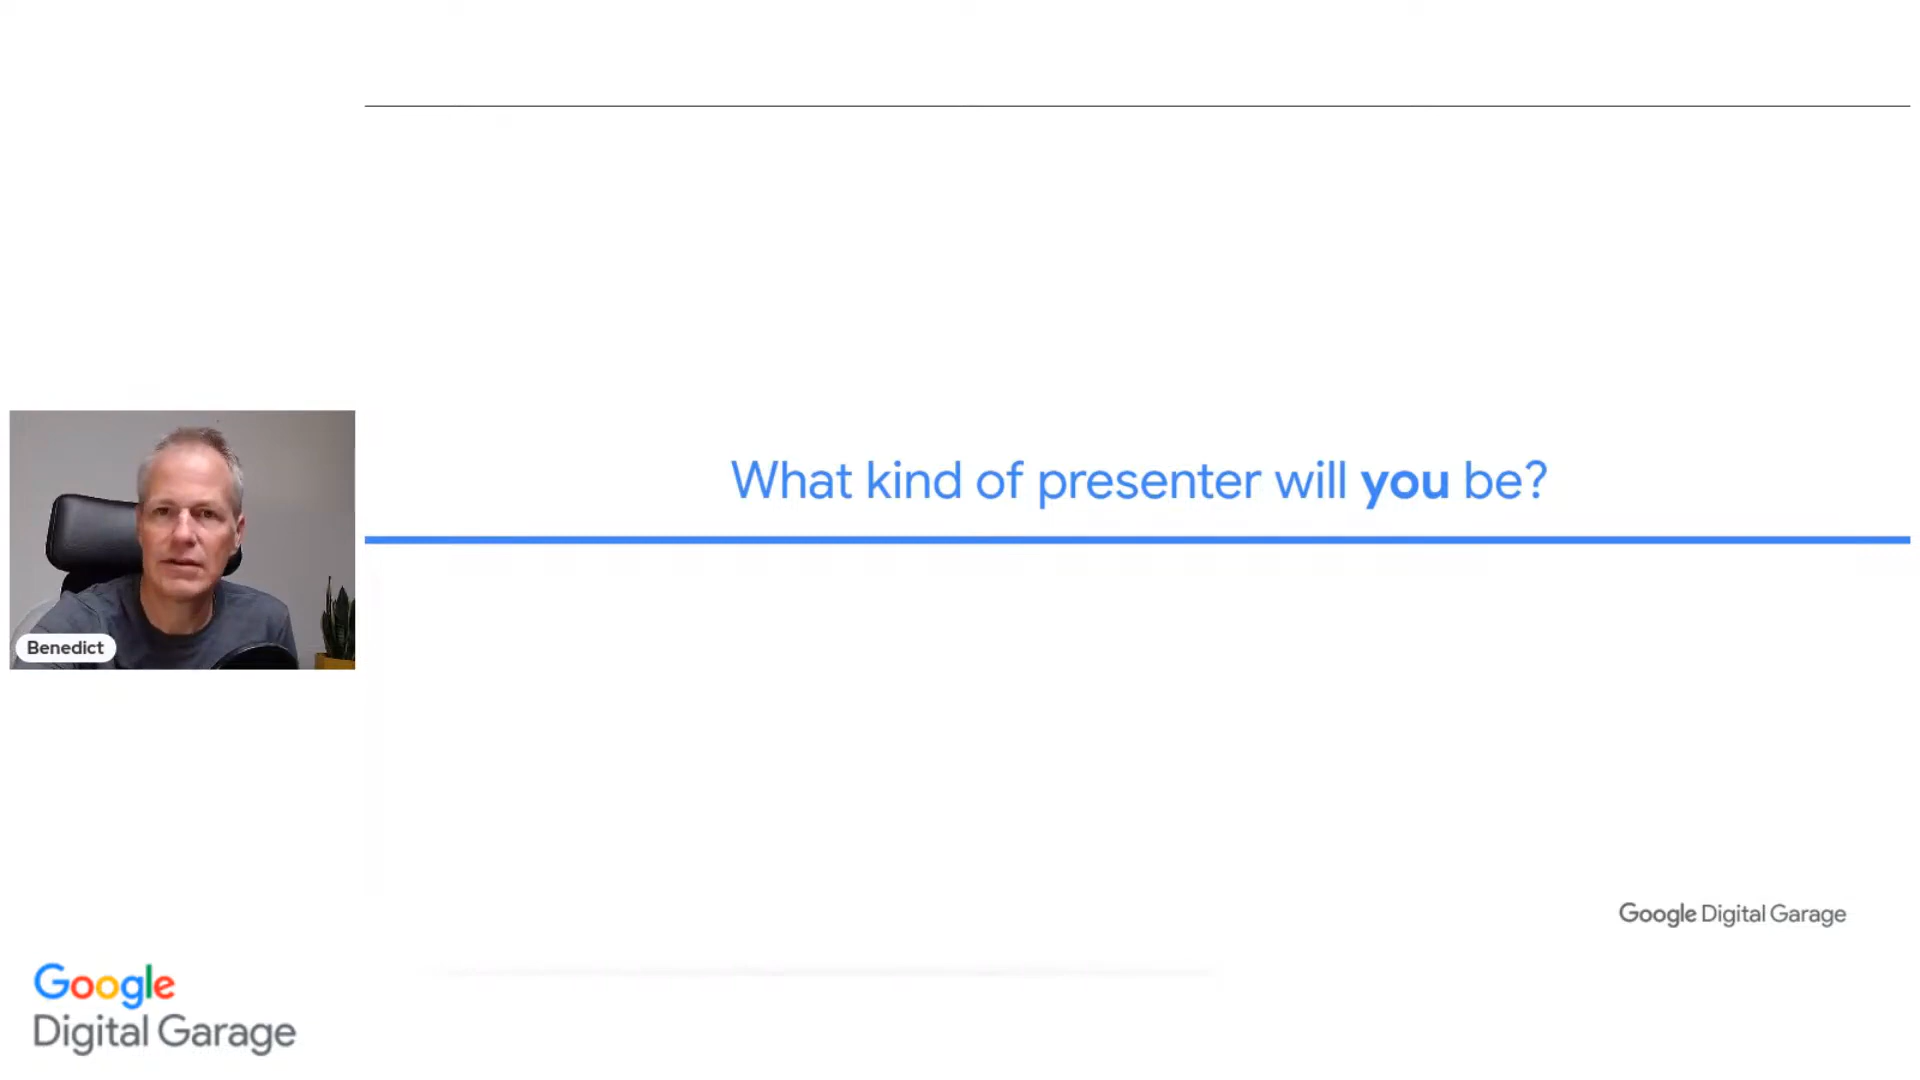 What kind of presenter will you be?
Benedict
Google Digital Garage
Google
Digital Garage